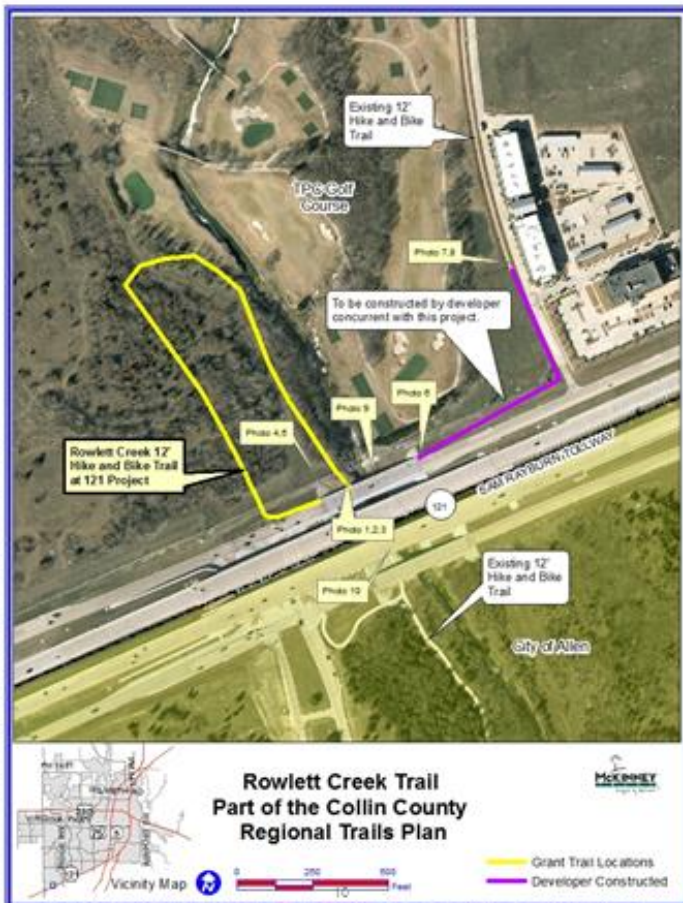 Existing 12'
Hike and Bike
Trail
TPC Golf
Course
Photo 7,8
To be constructed by developer
concurrent with this project.
Photo 6
Photo 9
Photo 4,5
Rowlett Creek 12'
Hike and Bike Trail
at 121 Project
SAM RAYBURN TOLLWAY
121
Photo 1,2,3
Existing 12'
Hike and Bike
Trail
Photo 10
City of Allen
Rowlett Creek Trail
Part of the Collin County
Regional Trails Plan
McKINNEY
Vicinity Map
0 250 500
Feet
10
Grant Trail Locations
Developer Constructed